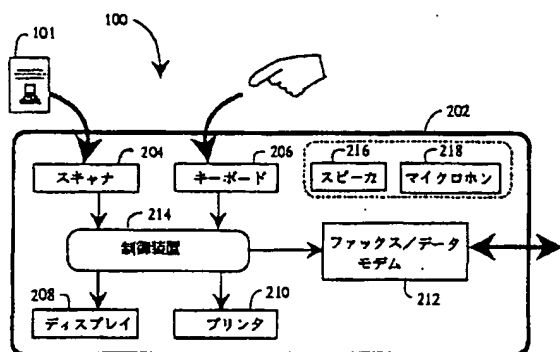 101
100
202
204
206
216
218
スキャナ
キーボード
スピーカ
マイクロホン
214
制御装置
ファックス/データ
モデム
212
208
210
ディスプレイ
プリンタ